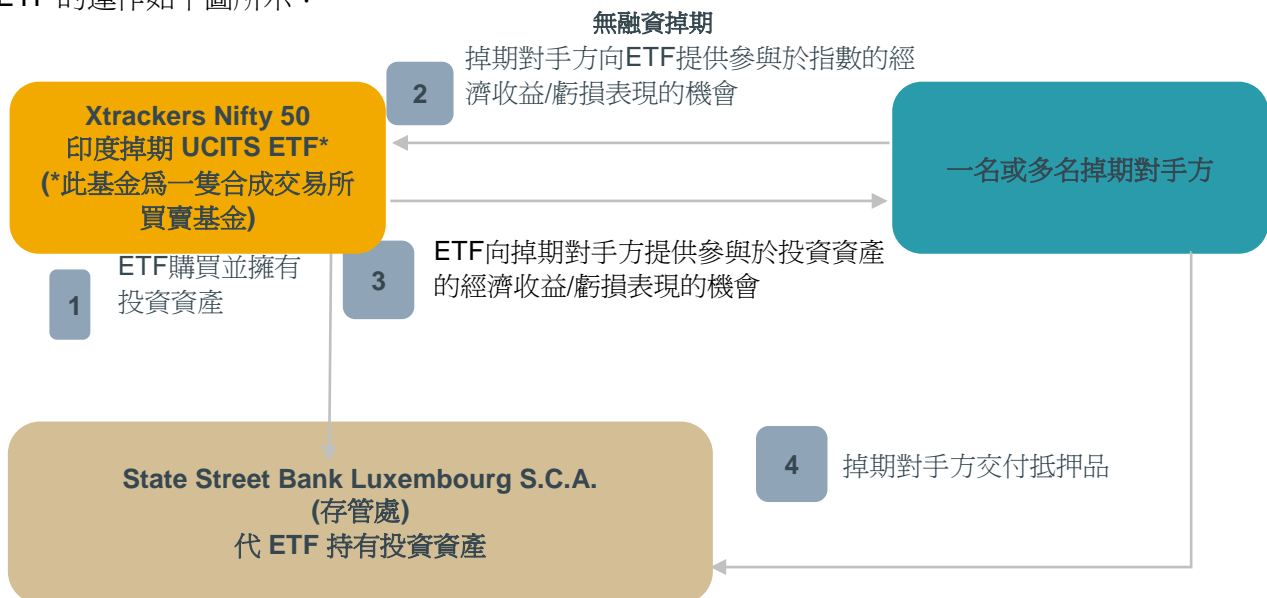 ETF 的運作如下圖所示：
無融資掉期
2
掉期對手方向ETF提供參與於指數的經
濟收益/虧損表現的機會
Xtrackers Nifty 50
印度掉期 UCITS ETF*
(*此基金爲一隻合成交易所
買賣基金)
一名或多名掉期對手方
1
ETF購買並擁有
投資資產
3
ETF向掉期對手方提供參與於投資資產
的經濟收益/虧損表現的機會
State Street Bank Luxembourg S.C.A.
(存管處)
代 ETF 持有投資資產
4
掉期對手方交付抵押品